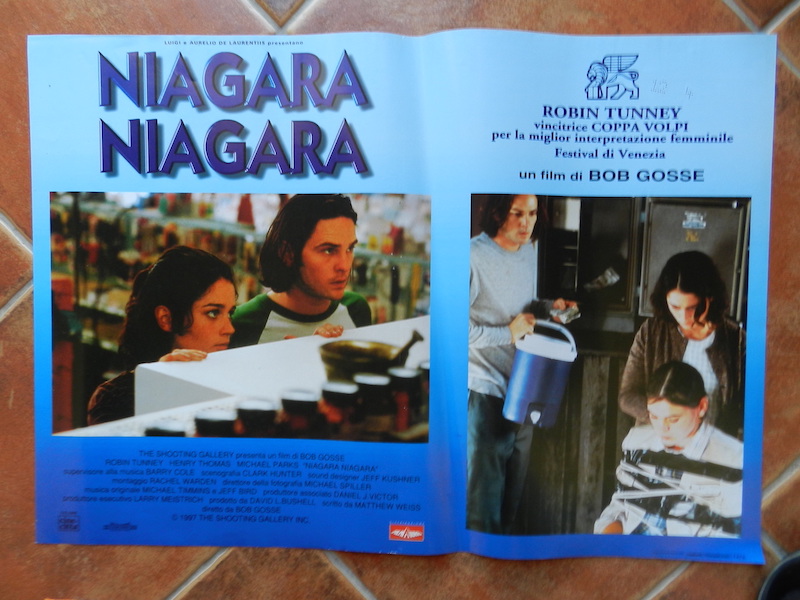 LUIGI e AURELIO DE LAURENTIIS presentano
NIAGARA
NIAGARA
ROBIN TUNNEY
vincitrice COPPA VOLPI
per la miglior interpretazione femminile
Festival di Venezia
un film di BOB GOSSE
THE SHOOTING GALLERY presenta un film di BOB GOSSE
ROBIN TUNNEY HENRY THOMAS MICHAEL PARKS "NIAGARA NIAGARA"
supervisore alla musica BARRY COLE scenografia CLARK HUNTER sound designer JEFF KUSHNER
montaggio RACHEL WARDEN direttore della fotografia MICHAEL SPILLER
musica originale MICHAEL TIMMINS e JEFF BIRD produttore associato DANIEL J. VICTOR
produttore esecutivo LARRY MEISTRICH prodotto da DAVID L. BUSHELL scritto da MATTHEW WEISS
diretto da BOB GOSSE
© 1997 THE SHOOTING GALLERY INC.